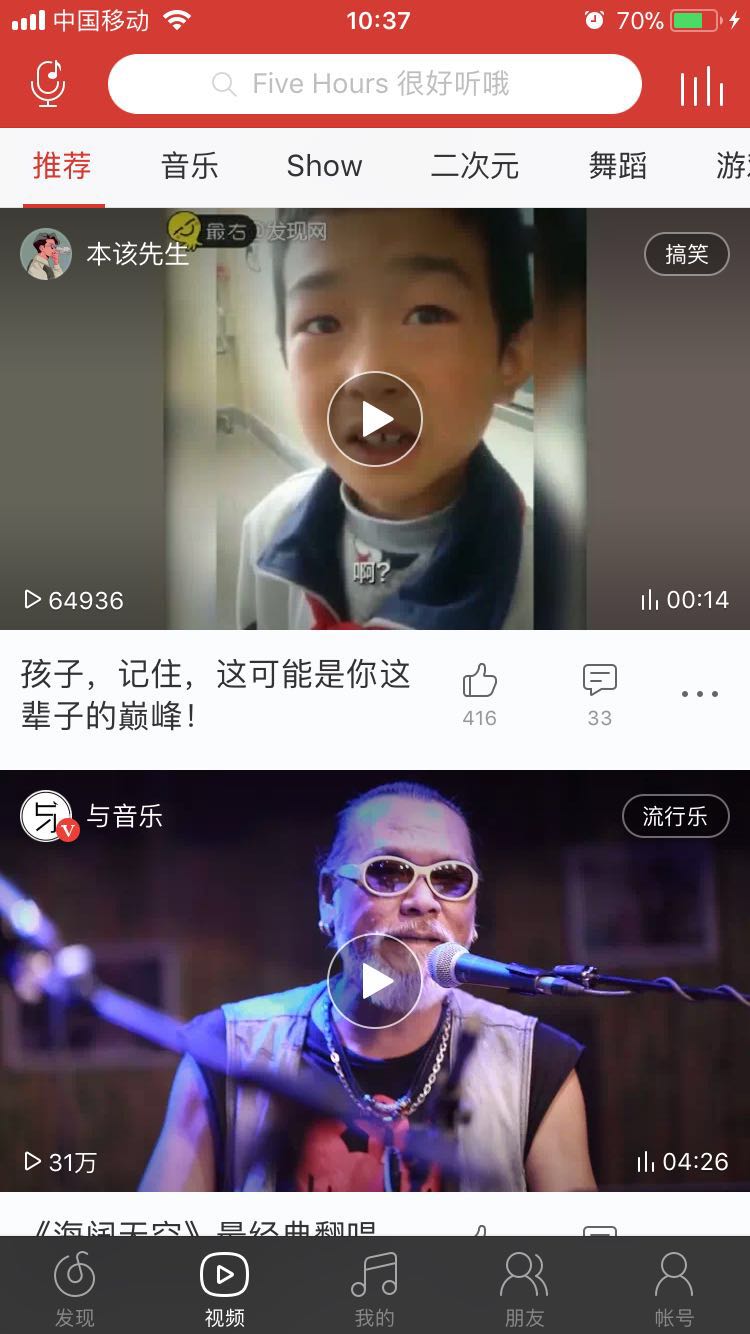 中国移动
10:37
70%
Five Hours 很好听哦
推荐
音乐
Show
二次元
舞蹈
本该先生
最右@发现网
搞笑
啊?
64936
00:14
孩子，记住，这可能是你这
辈子的巅峰！
416
33
与音乐
V
流行乐
31万
04:26
《海阔天空》最经典翻唱
发现
视频
我的
朋友
帐号